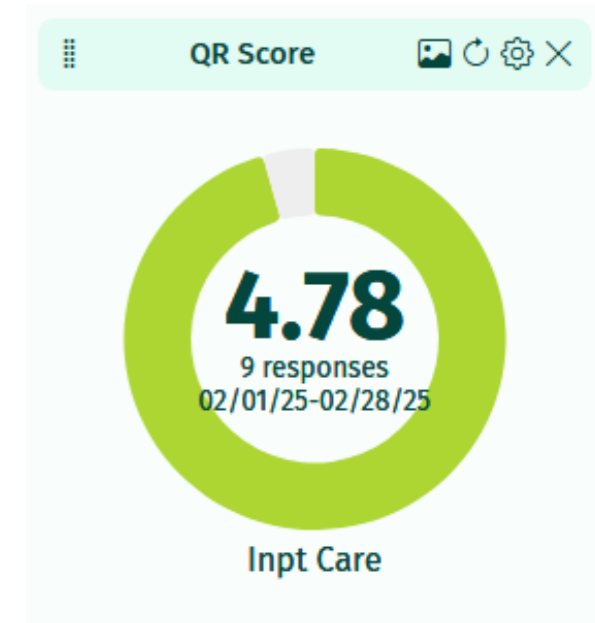 QR Score
4.78
9 responses
02/01/25-02/28/25
Inpt Care